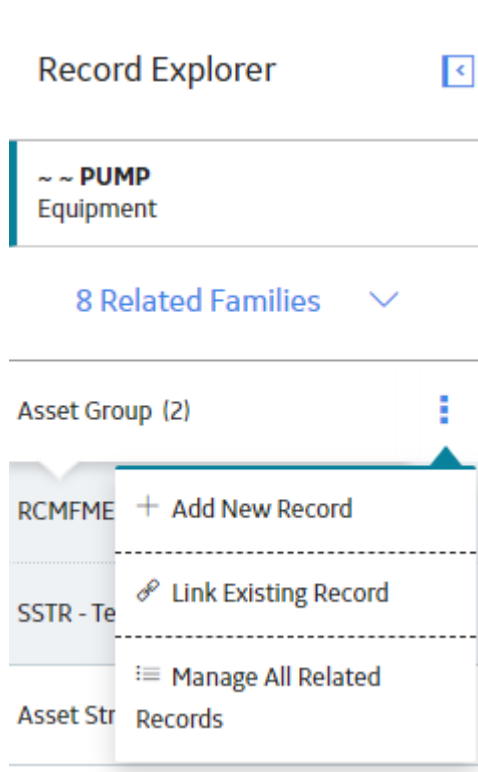 Record Explorer
~ ~ PUMP
Equipment
8 Related Families
Asset Group (2)
RCMFME
Add New Record
SSTR - Te
Link Existing Record
Asset Str
Manage All Related
Records